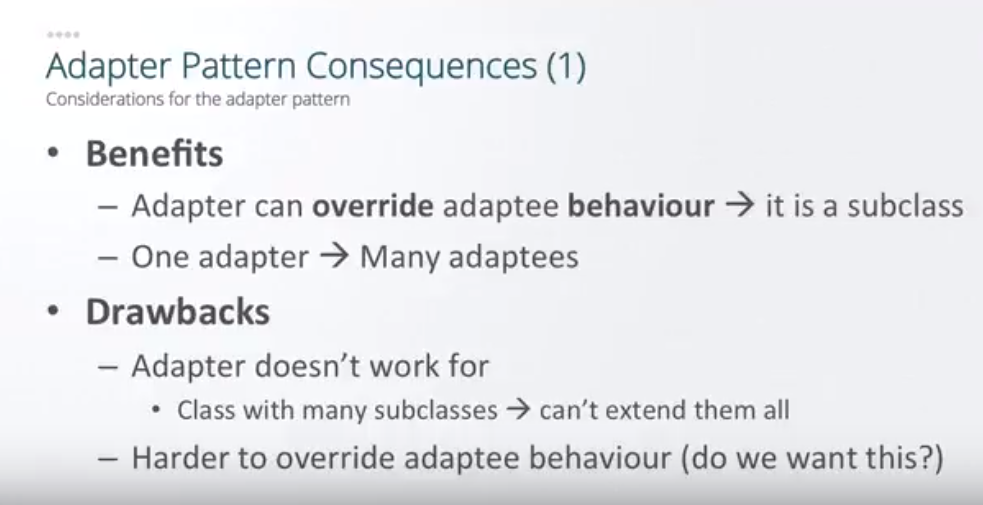 Adapter Pattern Consequences (1)
Considerations for the adapter pattern
• Benefits
– Adapter can override adaptee behaviour → it is a subclass
– One adapter → Many adaptees
• Drawbacks
– Adapter doesn't work for
• Class with many subclasses → can't extend them all
– Harder to override adaptee behaviour (do we want this?)